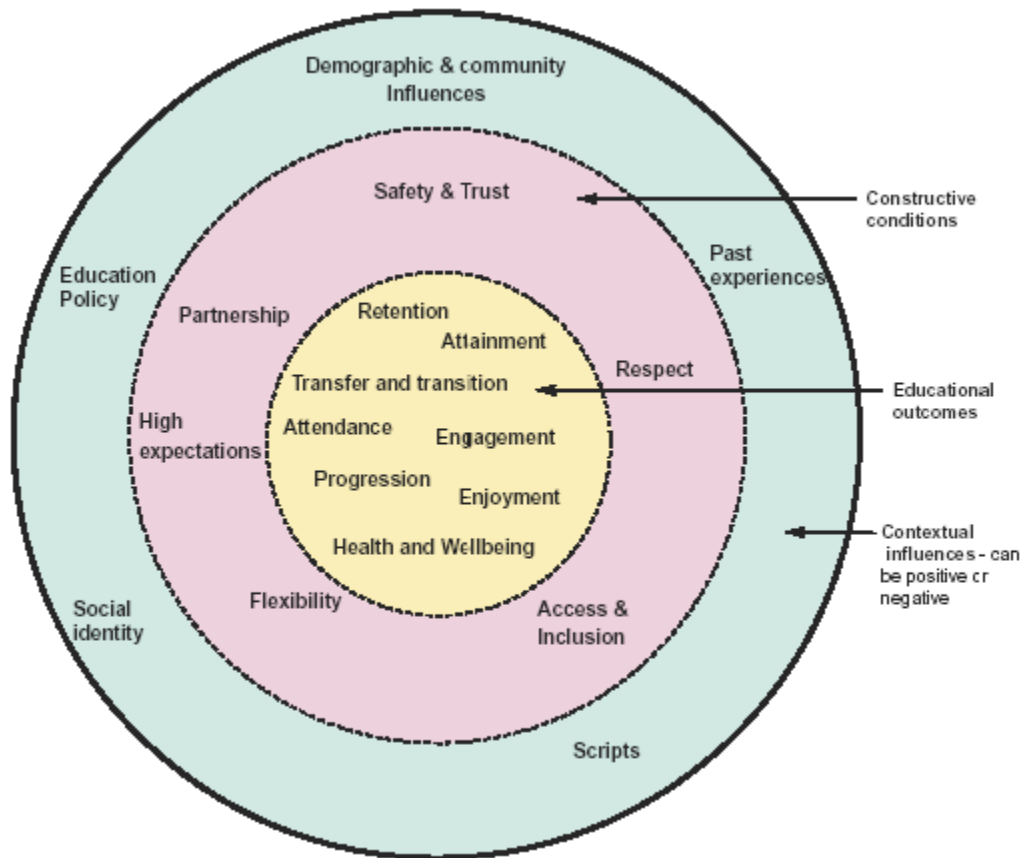 Demographic & community
Influences
Safety & Trust
Constructive
conditions
Past
experiences
Education
Policy
Partnership
Retention
Attainment
Respect
Transfer and transition
Educational
outcomes
High
expectations
Attendance
Engagement
Progression
Enjoyment
Health and Wellbeing
Contextual
influences - can
be positive or
negative
Flexibility
Social
identity
Access &
Inclusion
Scripts